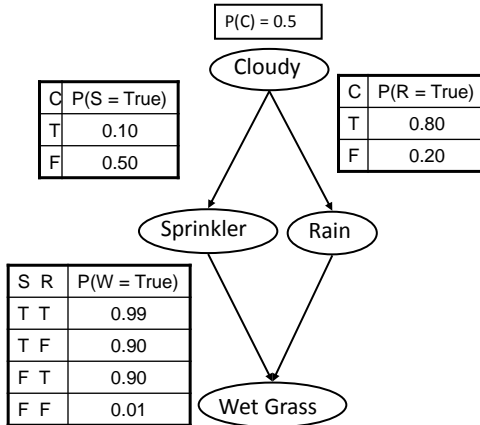 P(C) = 0.5
Cloudy
C P(S = True)
T 0.10
F 0.50
C P(R = True)
T 0.80
F 0.20
Sprinkler
Rain
S R P(W = True)
T T 0.99
T F 0.90
F T 0.90
F F 0.01
Wet Grass